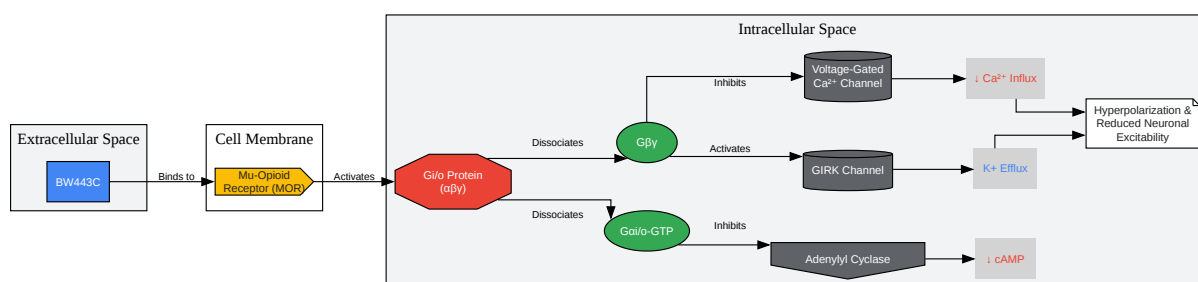 Intracellular Space
Extracellular Space
BW443C
Binds to
Cell Membrane
Mu-Opioid
Receptor (MOR)
Activates
Gi/o Protein
(αβγ)
Dissociates
Gβγ
Inhibits
Voltage-Gated
Ca²⁺ Channel
↓ Ca²⁺ Influx
Activates
GIRK Channel
K+ Efflux
Hyperpolarization &
Reduced Neuronal
Excitability
Dissociates
Gαi/o-GTP
Inhibits
Adenylyl Cyclase
↓ cAMP